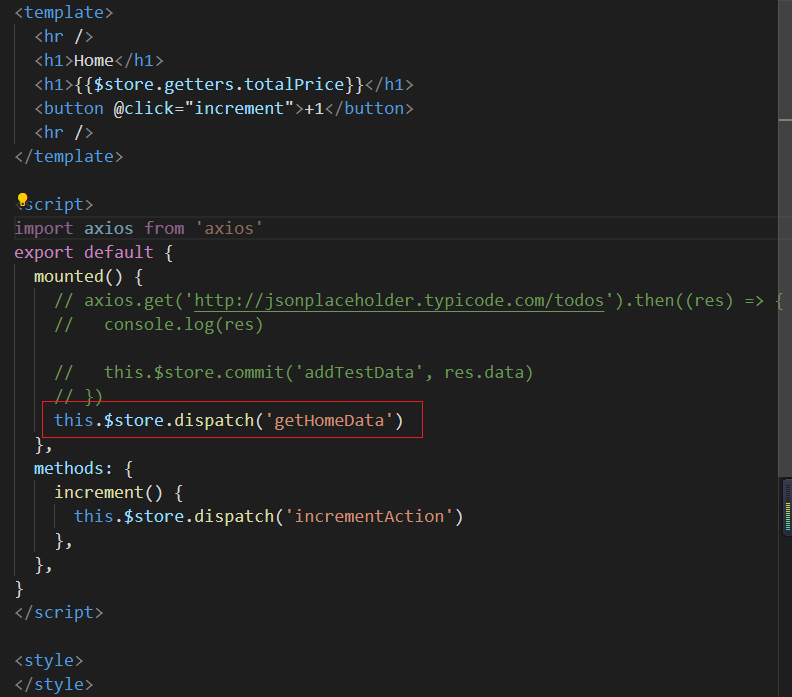 <template>
  <hr />
  <h1>Home</h1>
  <h1>{{$store.getters.totalPrice}}</h1>
  <button @click="increment">+1</button>
  <hr />
</template>

<script>
import axios from 'axios'
export default {
  mounted() {
    // axios.get('http://jsonplaceholder.typicode.com/todos').then((res) => {
    //   console.log(res)

    //   this.$store.commit('addTestData', res.data)
    // })
    this.$store.dispatch('getHomeData')
  },
  methods: {
    increment() {
      this.$store.dispatch('incrementAction')
    },
  },
}
</script>

<style>
</style>